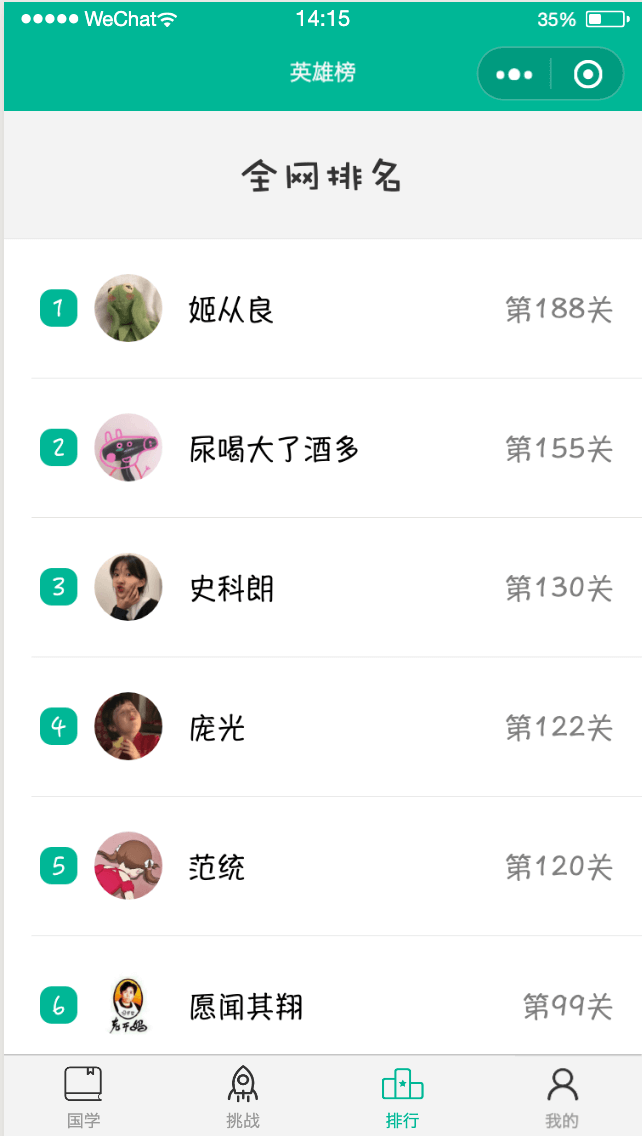 WeChat 14:15 35%
英雄榜
全网排名
1 姬从良 第188关
2 尿喝大了酒多 第155关
3 史科朗 第130关
4 庞光 第122关
5 范统 第120关
6 愿闻其翔 第99关
国学 挑战 排行 我的